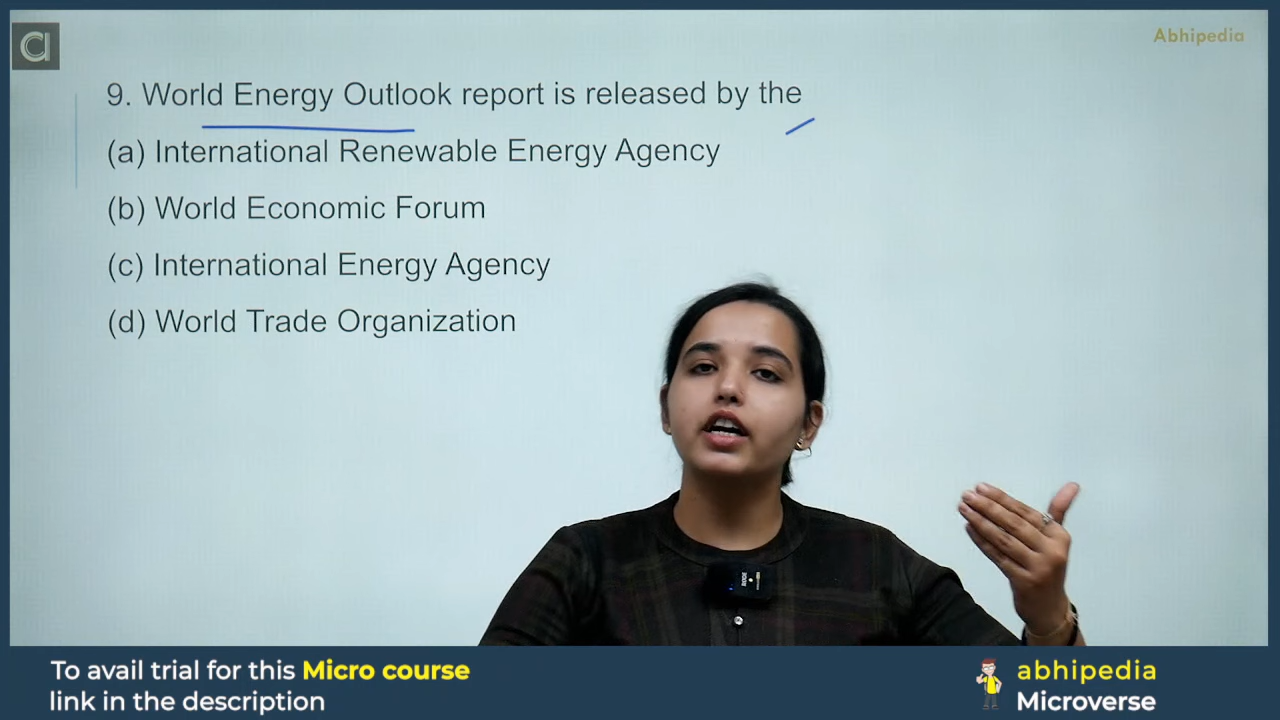 Abhipedia
9. World Energy Outlook report is released by the
(a) International Renewable Energy Agency
(b) World Economic Forum
(c) International Energy Agency
(d) World Trade Organization
To avail trial for this Micro course
link in the description
abhipedia
Microverse